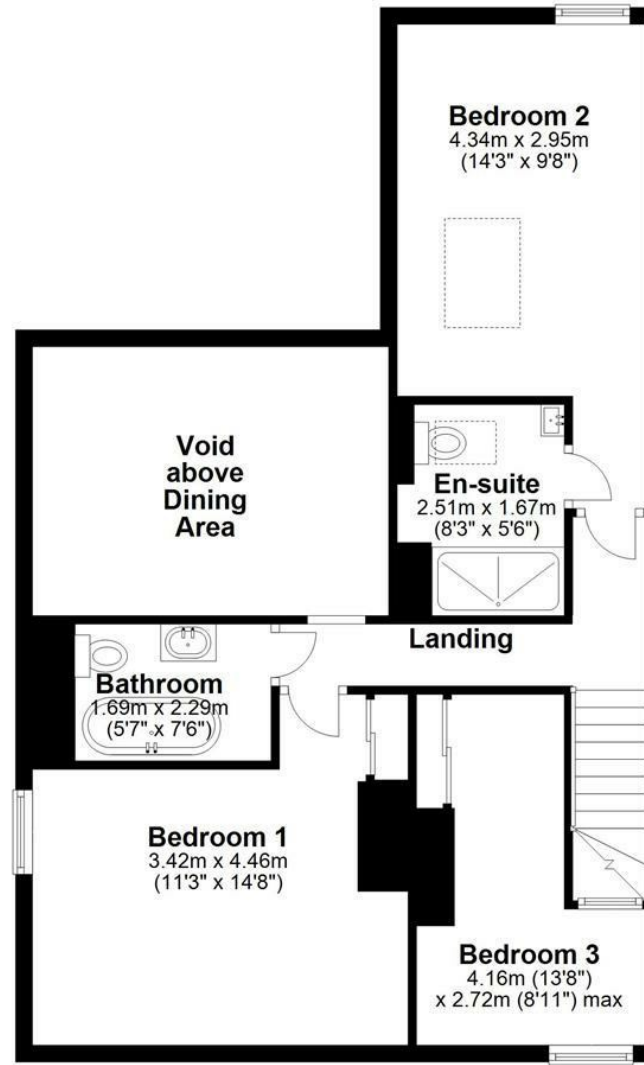 Bedroom 2
4.34m x 2.95m
(14'3" x 9'8")
Void
above
Dining
Area
En-suite
2.51m x 1.67m
(8'3" x 5'6")
Landing
Bathroom
1.69m x 2.29m
(5'7" x 7'6")
Bedroom 1
3.42m x 4.46m
(11'3" x 14'8")
Bedroom 3
4.16m (13'8")
x 2.72m (8'11") max